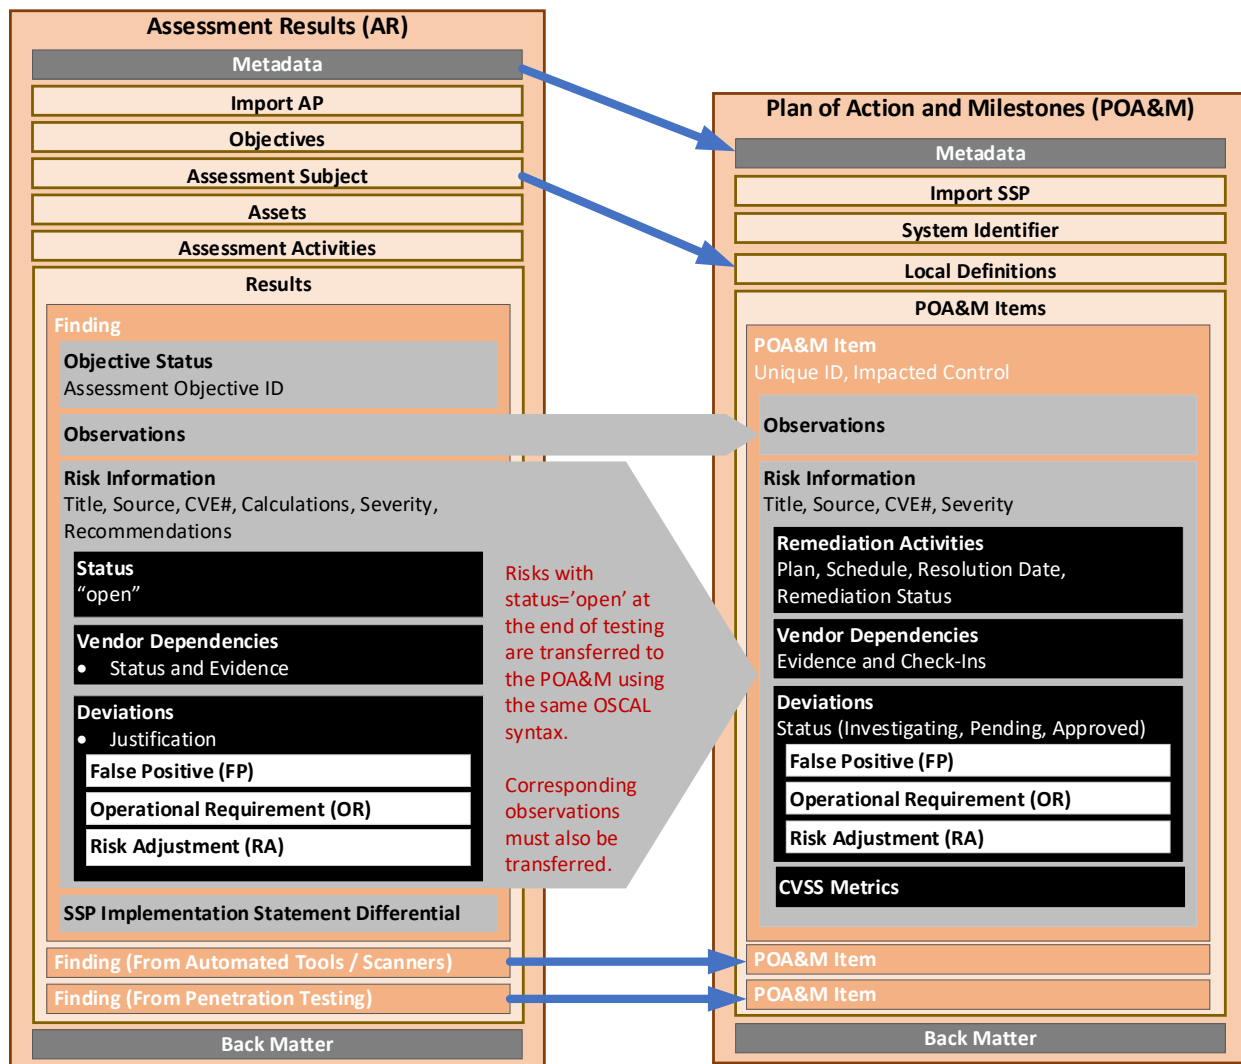 Assessment Results (AR)
Metadata
Import AP
Objectives
Assessment Subject
Assets
Assessment Activities
Results
Finding
Objective Status
Assessment Objective ID
Observations
Risk Information
Title, Source, CVE#, Calculations, Severity,
Recommendations
Status
“open”
Vendor Dependencies
• Status and Evidence
Deviations
• Justification
False Positive (FP)
Operational Requirement (OR)
Risk Adjustment (RA)
SSP Implementation Statement Differential
Finding (From Automated Tools / Scanners)
Finding (From Penetration Testing)
Back Matter
Risks with
status=’open’ at
the end of testing
are transferred to
the POA&M using
the same OSCAL
syntax.
Corresponding
observations
must also be
transferred.
Plan of Action and Milestones (POA&M)
Metadata
Import SSP
System Identifier
Local Definitions
POA&M Items
POA&M Item
Unique ID, Impacted Control
Observations
Risk Information
Title, Source, CVE#, Severity
Remediation Activities
Plan, Schedule, Resolution Date,
Remediation Status
Vendor Dependencies
Evidence and Check-Ins
Deviations
Status (Investigating, Pending, Approved)
False Positive (FP)
Operational Requirement (OR)
Risk Adjustment (RA)
CVSS Metrics
POA&M Item
POA&M Item
Back Matter